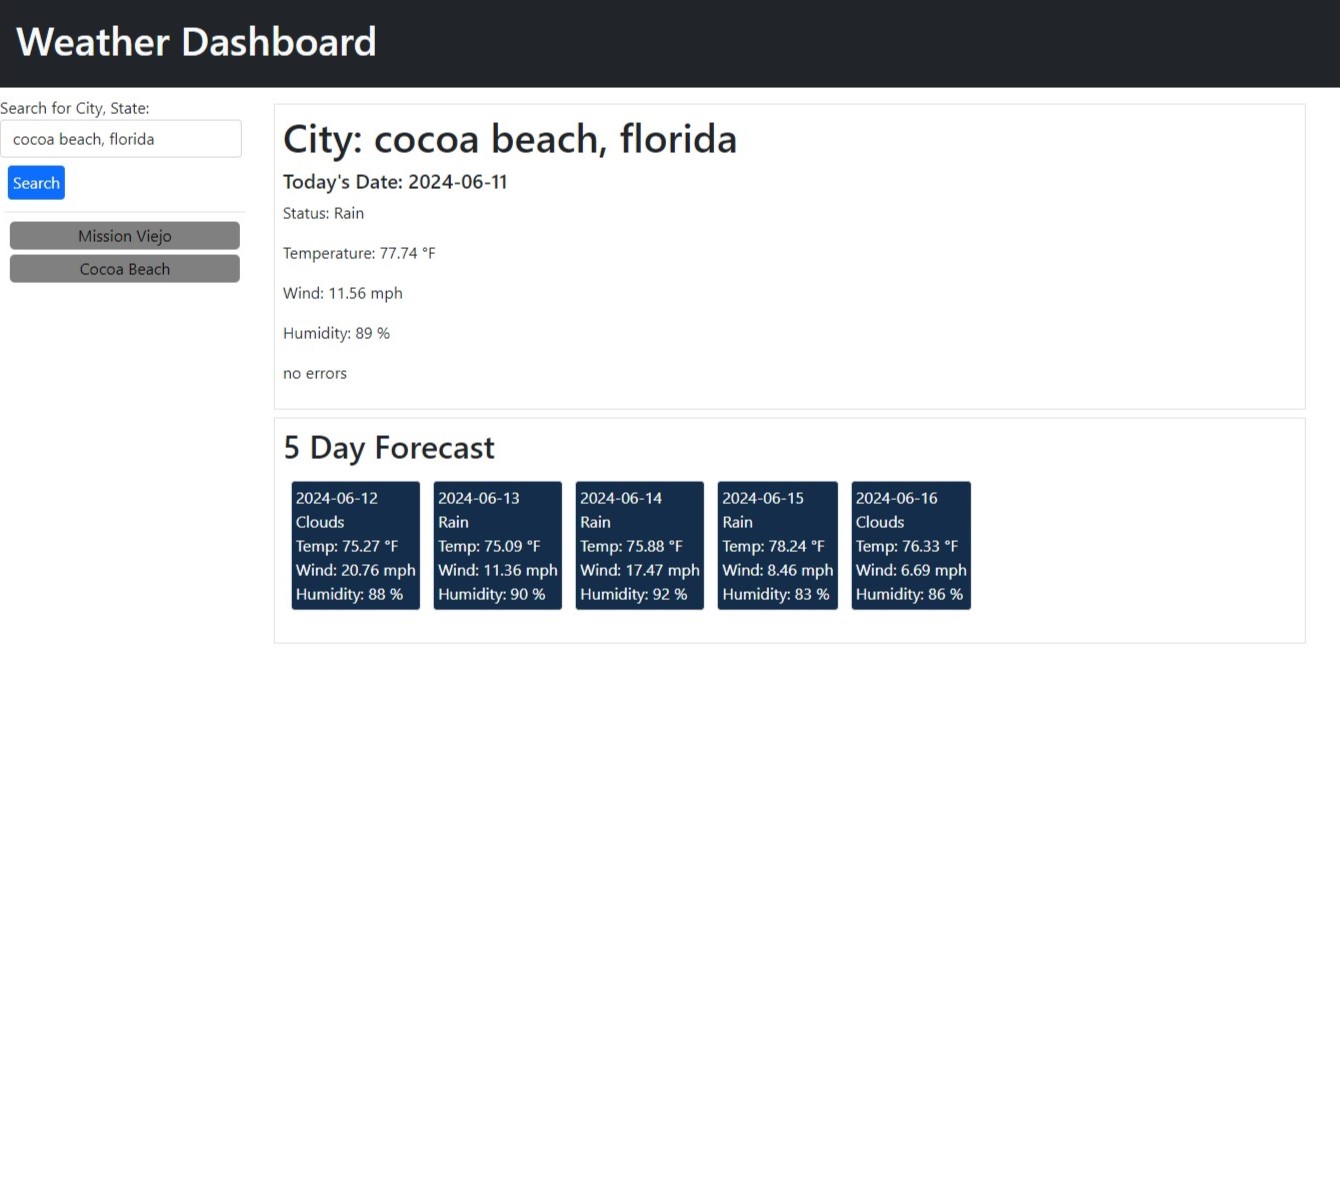 Weather Dashboard
Search for City, State:
cocoa beach, florida
Search
Mission Viejo
Cocoa Beach
City: cocoa beach, florida
Today's Date: 2024-06-11
Status: Rain
Temperature: 77.74 °F
Wind: 11.56 mph
Humidity: 89 %
no errors
5 Day Forecast
2024-06-12
Clouds
Temp: 75.27 °F
Wind: 20.76 mph
Humidity: 88 %
2024-06-13
Rain
Temp: 75.09 °F
Wind: 11.36 mph
Humidity: 90 %
2024-06-14
Rain
Temp: 75.88 °F
Wind: 17.47 mph
Humidity: 92 %
2024-06-15
Rain
Temp: 78.24 °F
Wind: 8.46 mph
Humidity: 83 %
2024-06-16
Clouds
Temp: 76.33 °F
Wind: 6.69 mph
Humidity: 86 %